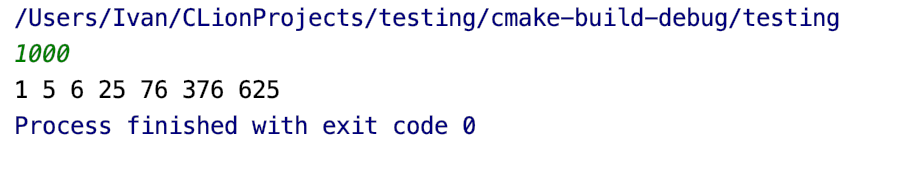 /Users/Ivan/CLionProjects/testing/cmake-build-debug/testing
1000
1 5 6 25 76 376 625
Process finished with exit code 0